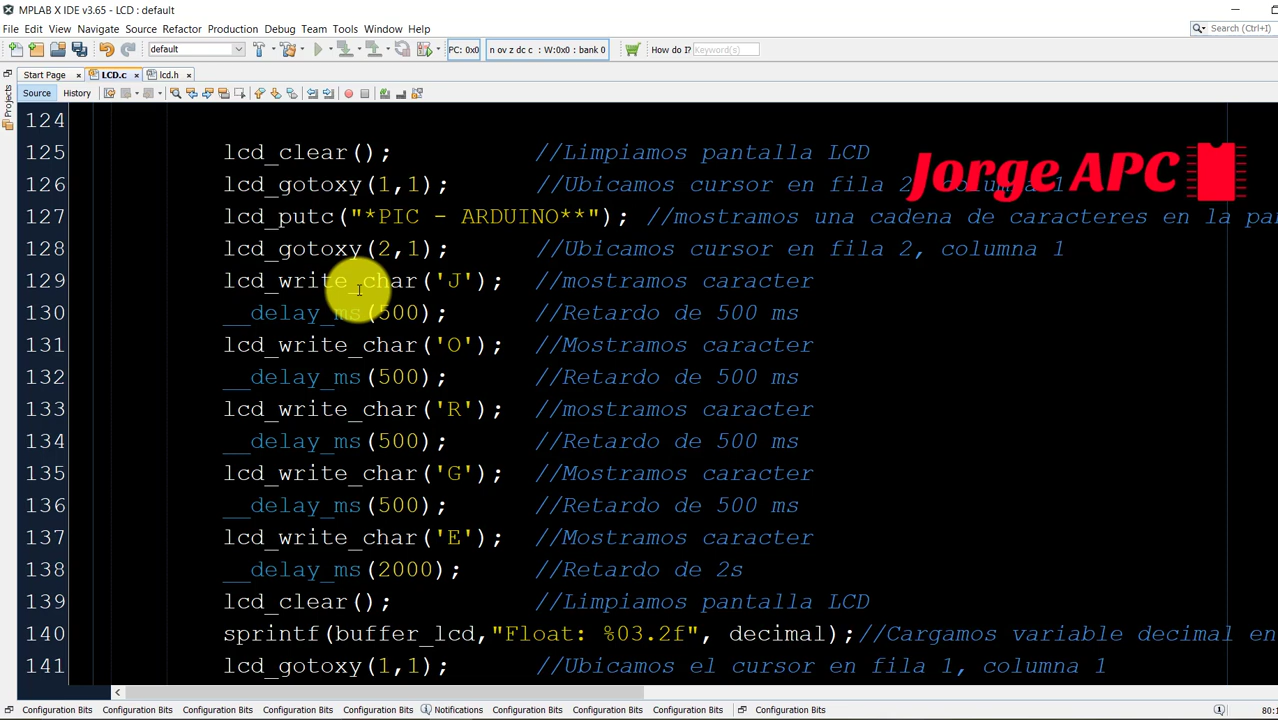 MPLAB X IDE v3.65 - LCD : default
File Edit View Navigate Source Refactor Production Debug Team Tools Window Help
Search (Ctrl+I)
default
PC: 0x0
n ov z dc c : W:0x0 : bank 0
How do I?
Keyword(s)
Start Page
LCD.c
lcd.h
Projects
Source
History
Jorge APC
124
125 lcd_clear(); //Limpiamos pantalla LCD
126 lcd_gotoxy(1,1); //Ubicamos cursor en fila 2, 1
127 lcd_putc("*PIC - ARDUINO**"); //mostramos una cadena de caracteres en la
128 lcd_gotoxy(2,1); //Ubicamos cursor en fila 2, columna 1
129 lcd_write_char('J'); //mostramos caracter
130 __delay_ms(500); //Retardo de 500 ms
131 lcd_write_char('O'); //Mostramos caracter
132 __delay_ms(500); //Retardo de 500 ms
133 lcd_write_char('R'); //mostramos caracter
134 __delay_ms(500); //Retardo de 500 ms
135 lcd_write_char('G'); //Mostramos caracter
136 __delay_ms(500); //Retardo de 500 ms
137 lcd_write_char('E'); //Mostramos caracter
138 __delay_ms(2000); //Retardo de 2s
139 lcd_clear(); //Limpiamos pantalla LCD
140 sprintf(buffer_lcd,"Float: %03.2f", decimal);//Cargamos variable decimal en
141 lcd_gotoxy(1,1); //Ubicamos el cursor en fila 1, columna 1
Configuration Bits Configuration Bits Configuration Bits Configuration Bits Configuration Bits Notifications Configuration Bits Configuration Bits Configuration Bits Configuration Bits